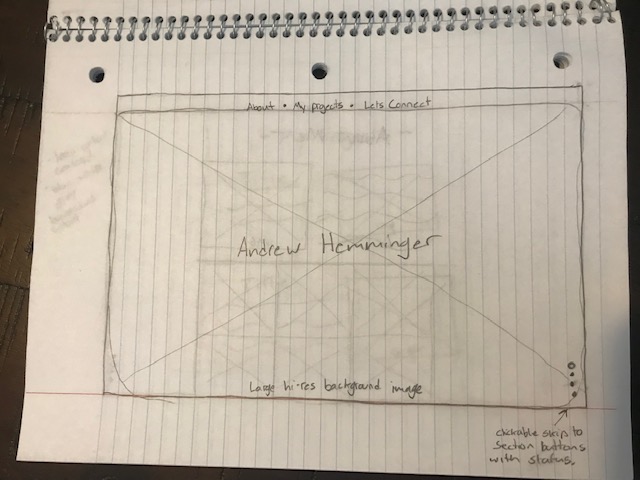 About • My projects • Lets Connect
Andrew Hemminger
Large hi-res background image
clickable skip to
section buttons
with status.